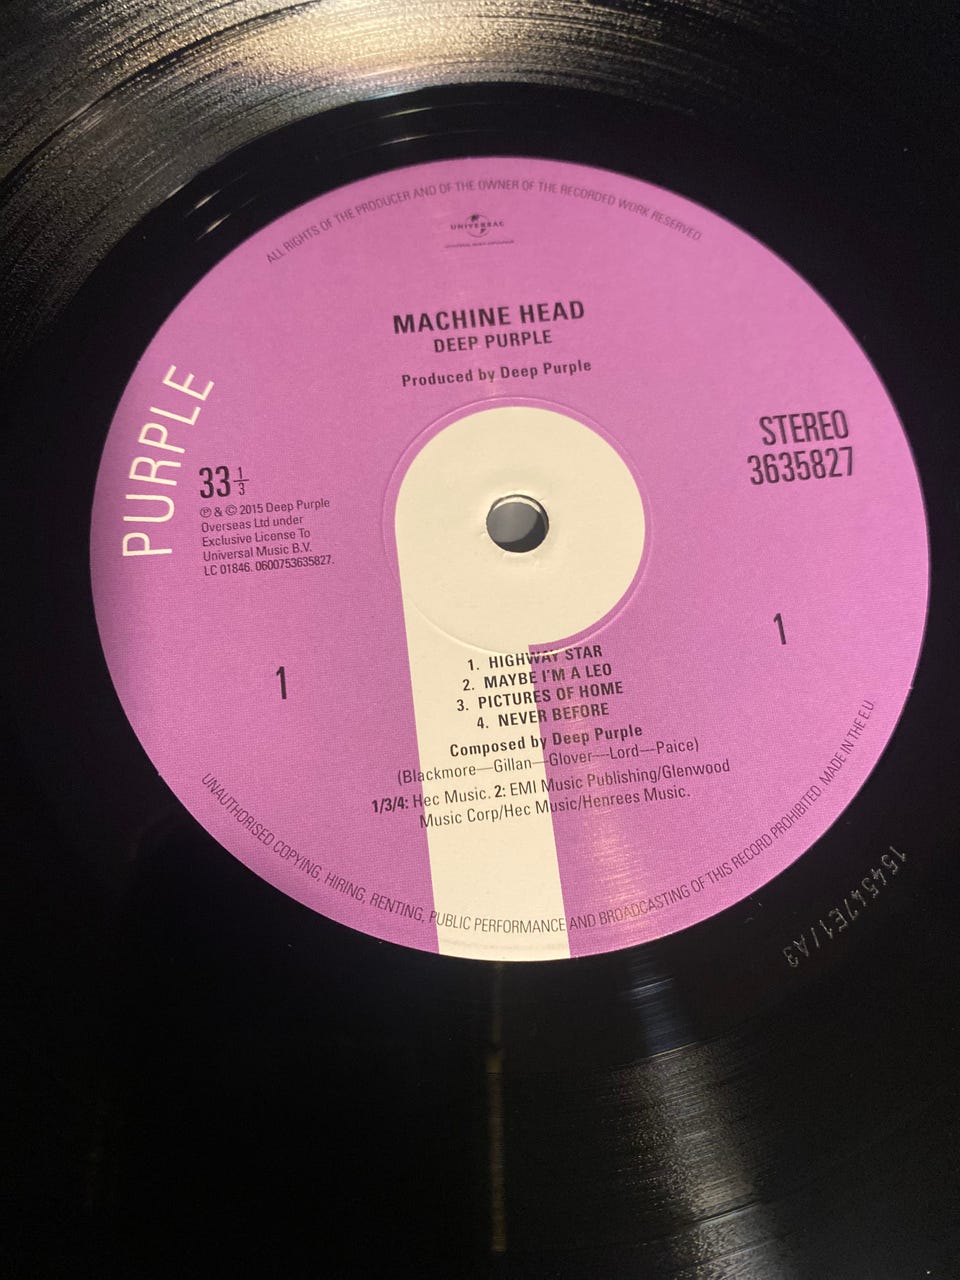 ALL RIGHTS OF THE PRODUCER AND OF THE OWNER OF THE RECORDED WORK RESERVED.
UNIVERSAL
MACHINE HEAD
DEEP PURPLE
Produced by Deep Purple
PURPLE
STEREO
3635827
33 1/3
℗ & © 2015 Deep Purple
Overseas Ltd under
Exclusive License To
Universal Music B.V.
LC 01846. 0600753635827.
1
1
1. HIGHWAY STAR
2. MAYBE I'M A LEO
3. PICTURES OF HOME
4. NEVER BEFORE
Composed by Deep Purple
(Blackmore—Gillan—Glover—Lord—Paice)
1/3/4: Hec Music. 2: EMI Music Publishing/Glenwood
Music Corp/Hec Music/Henrees Music.
UNAUTHORISED COPYING, HIRING, RENTING, PUBLIC PERFORMANCE AND BROADCASTING OF THIS RECORD PROHIBITED. MADE IN THE E.U.
154547E1/A3